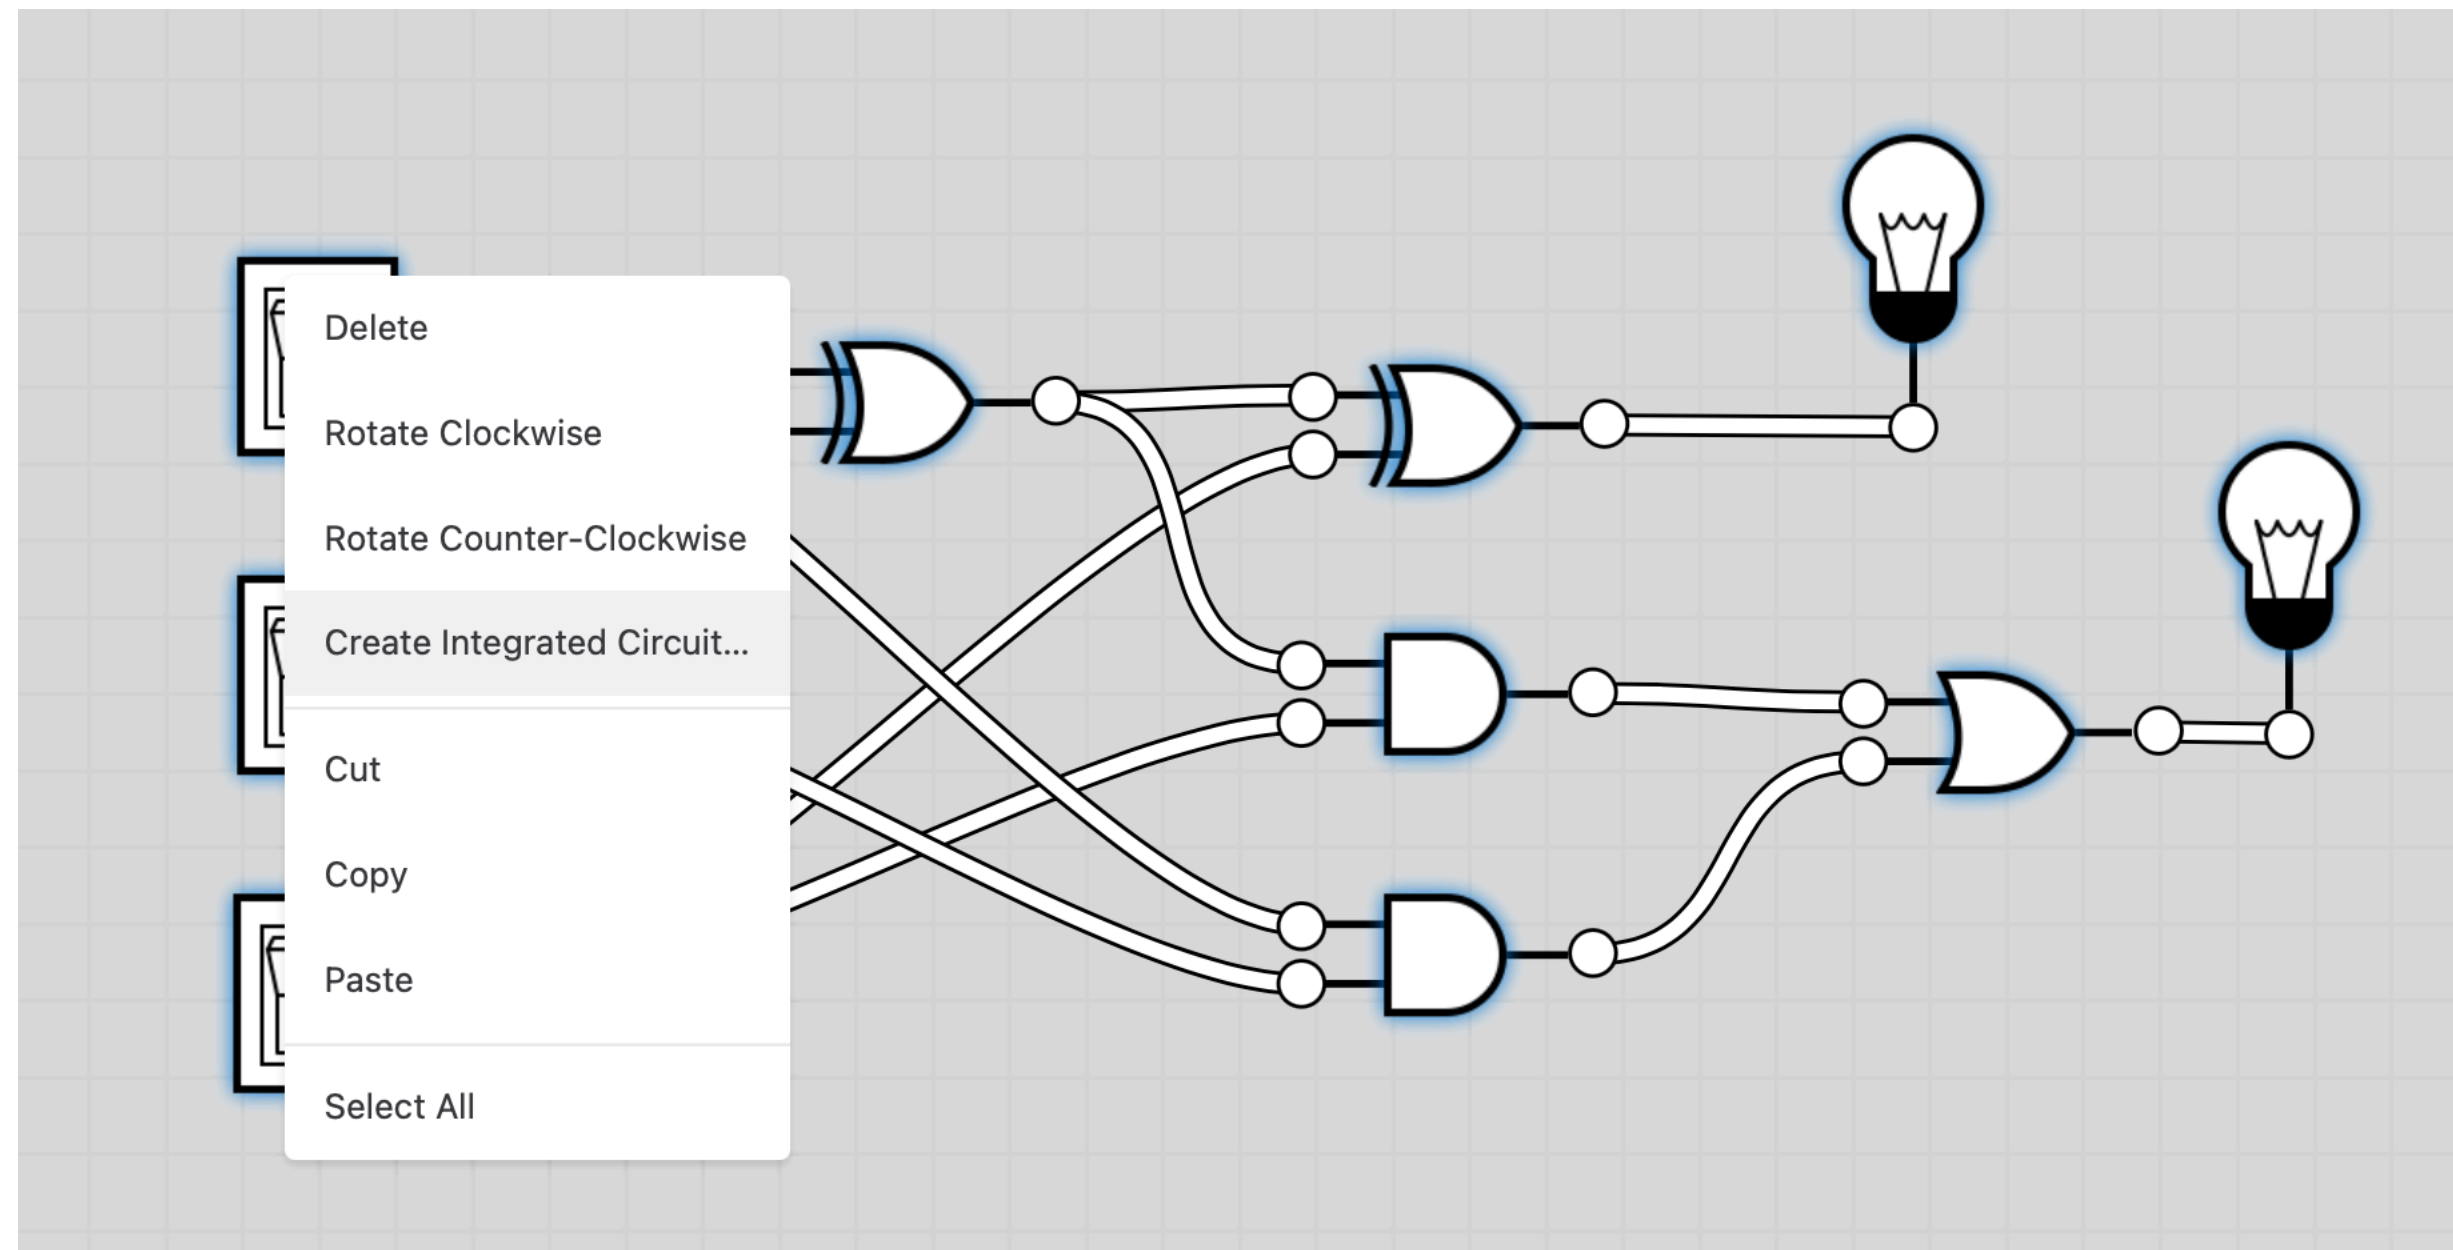 Delete
Rotate Clockwise
Rotate Counter-Clockwise
Create Integrated Circuit...
Cut
Copy
Paste
Select All